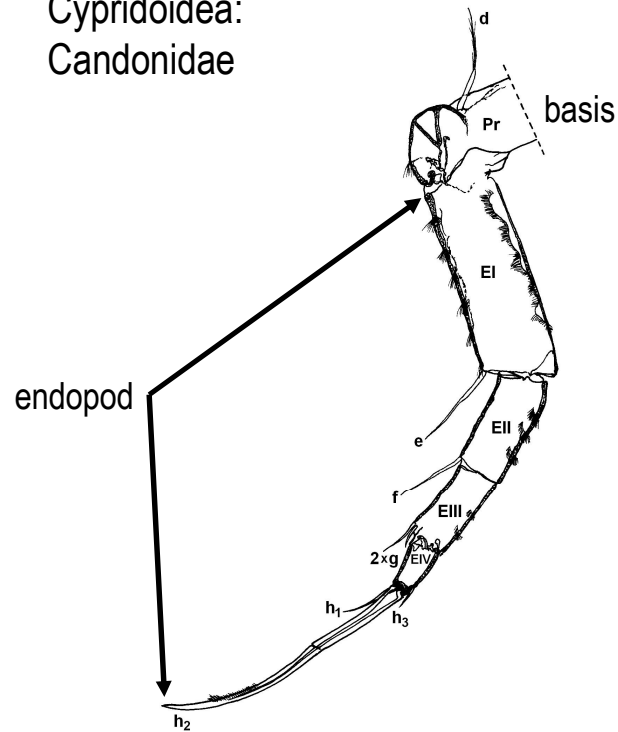 Cypridoidea:
Candonidae
d
Pr
basis
EI
endopod
e
EII
f
EIII
2×g
EIV
h₁
h₃
h₂